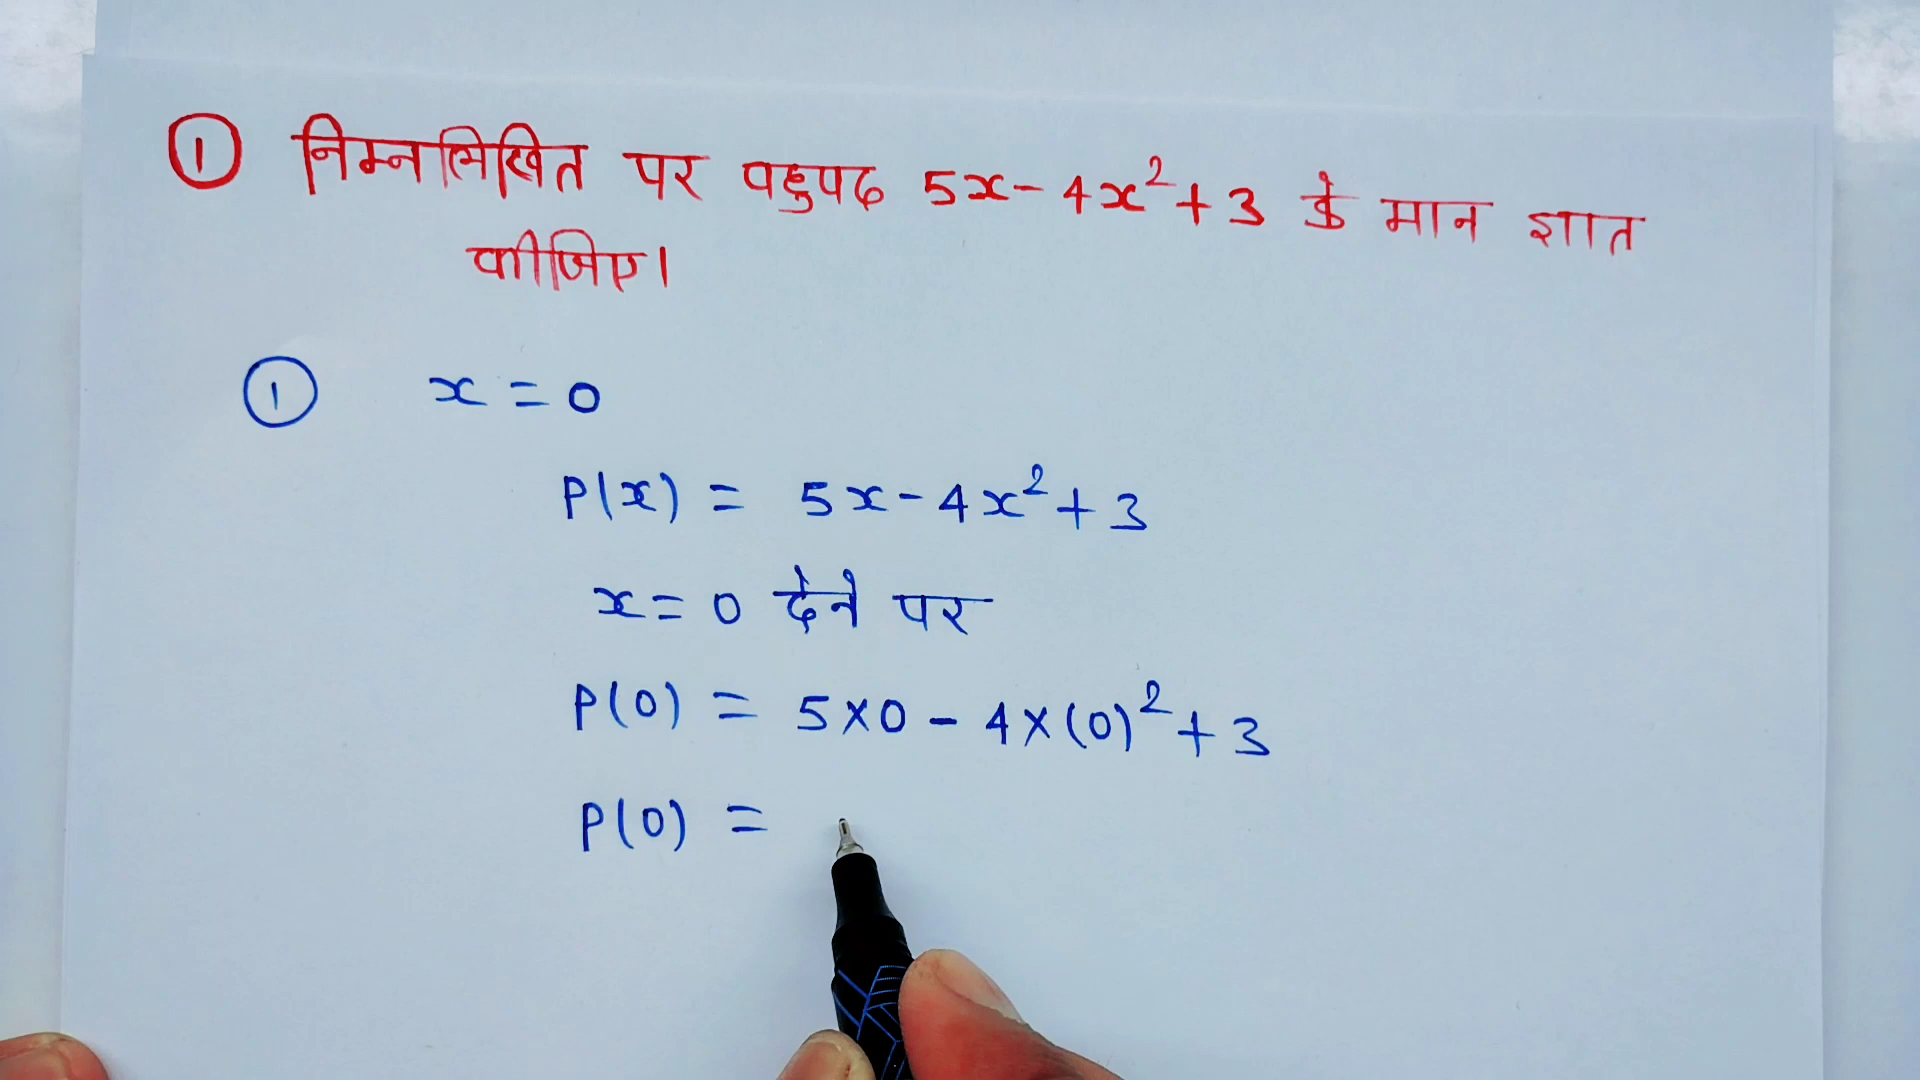 ① निम्नलिखित पर बहुपद 5x - 4x² + 3 के मान ज्ञात
कीजिए।
① x = 0
P(x) = 5x - 4x² + 3
x = 0 देने पर
P(0) = 5×0 - 4×(0)² + 3
P(0) =